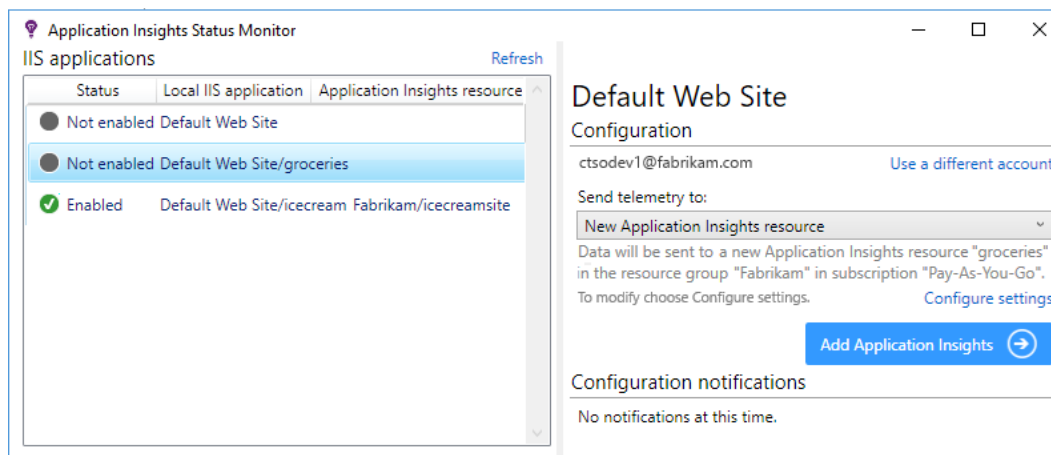 Application Insights Status Monitor
IIS applications Refresh
Status Local IIS application Application Insights resource
Not enabled Default Web Site
Not enabled Default Web Site/groceries
Enabled Default Web Site/icecream Fabrikam/icecreamsite
Default Web Site
Configuration
ctsodev1@fabrikam.com Use a different account
Send telemetry to:
New Application Insights resource
Data will be sent to a new Application Insights resource "groceries"
in the resource group "Fabrikam" in subscription "Pay-As-You-Go".
To modify choose Configure settings. Configure settings
Add Application Insights
Configuration notifications
No notifications at this time.